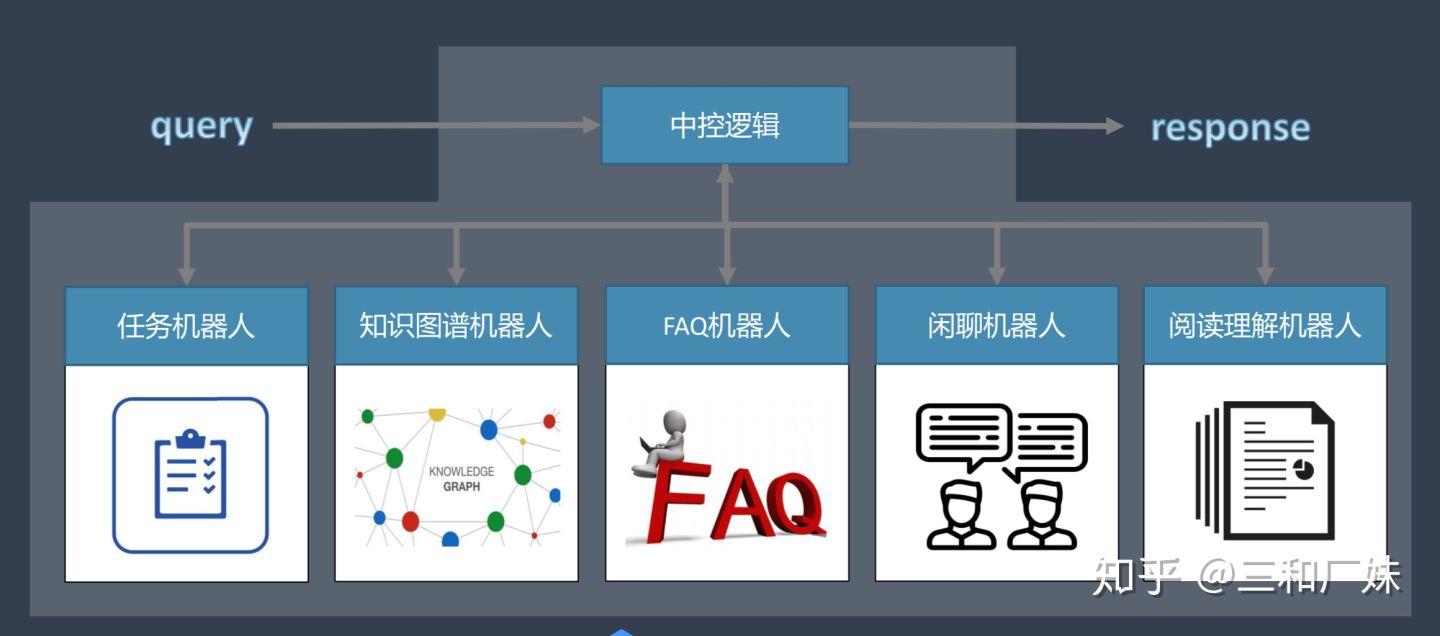 query
中控逻辑
response
任务机器人
知识图谱机器人
FAQ机器人
闲聊机器人
阅读理解机器人
KNOWLEDGE
GRAPH
FAQ
知乎 @三和厂妹